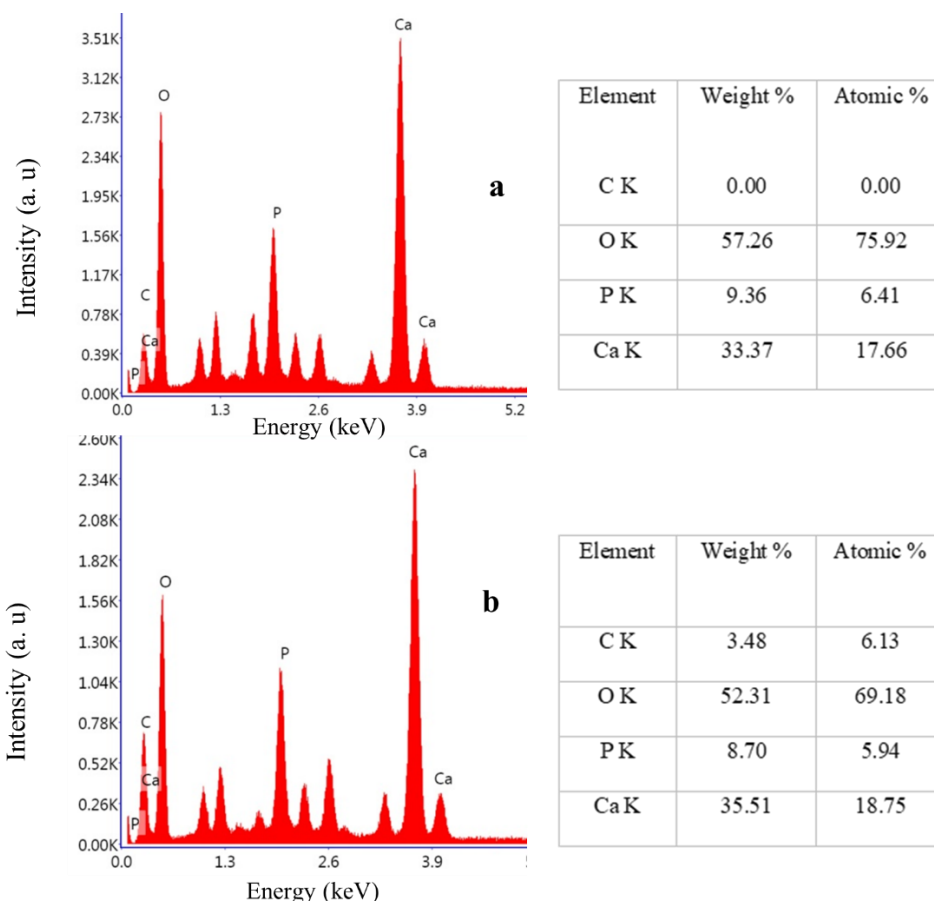 3.51K
3.12K
2.73K
2.34K
1.95K
1.56K
1.17K
0.78K
0.39K
0.00K
0.0 1.3 2.6 3.9 5.2
Intensity (a. u)
Energy (keV)
C
Ca
P
O
P
Ca
Ca
a
Element Weight % Atomic %
C K 0.00 0.00
O K 57.26 75.92
P K 9.36 6.41
Ca K 33.37 17.66
2.60K
2.34K
2.08K
1.82K
1.56K
1.30K
1.04K
0.78K
0.52K
0.26K
0.00K
0.0 1.3 2.6 3.9
Intensity (a. u)
Energy (keV)
C
Ca
P
O
P
Ca
Ca
b
Element Weight % Atomic %
C K 3.48 6.13
O K 52.31 69.18
P K 8.70 5.94
Ca K 35.51 18.75